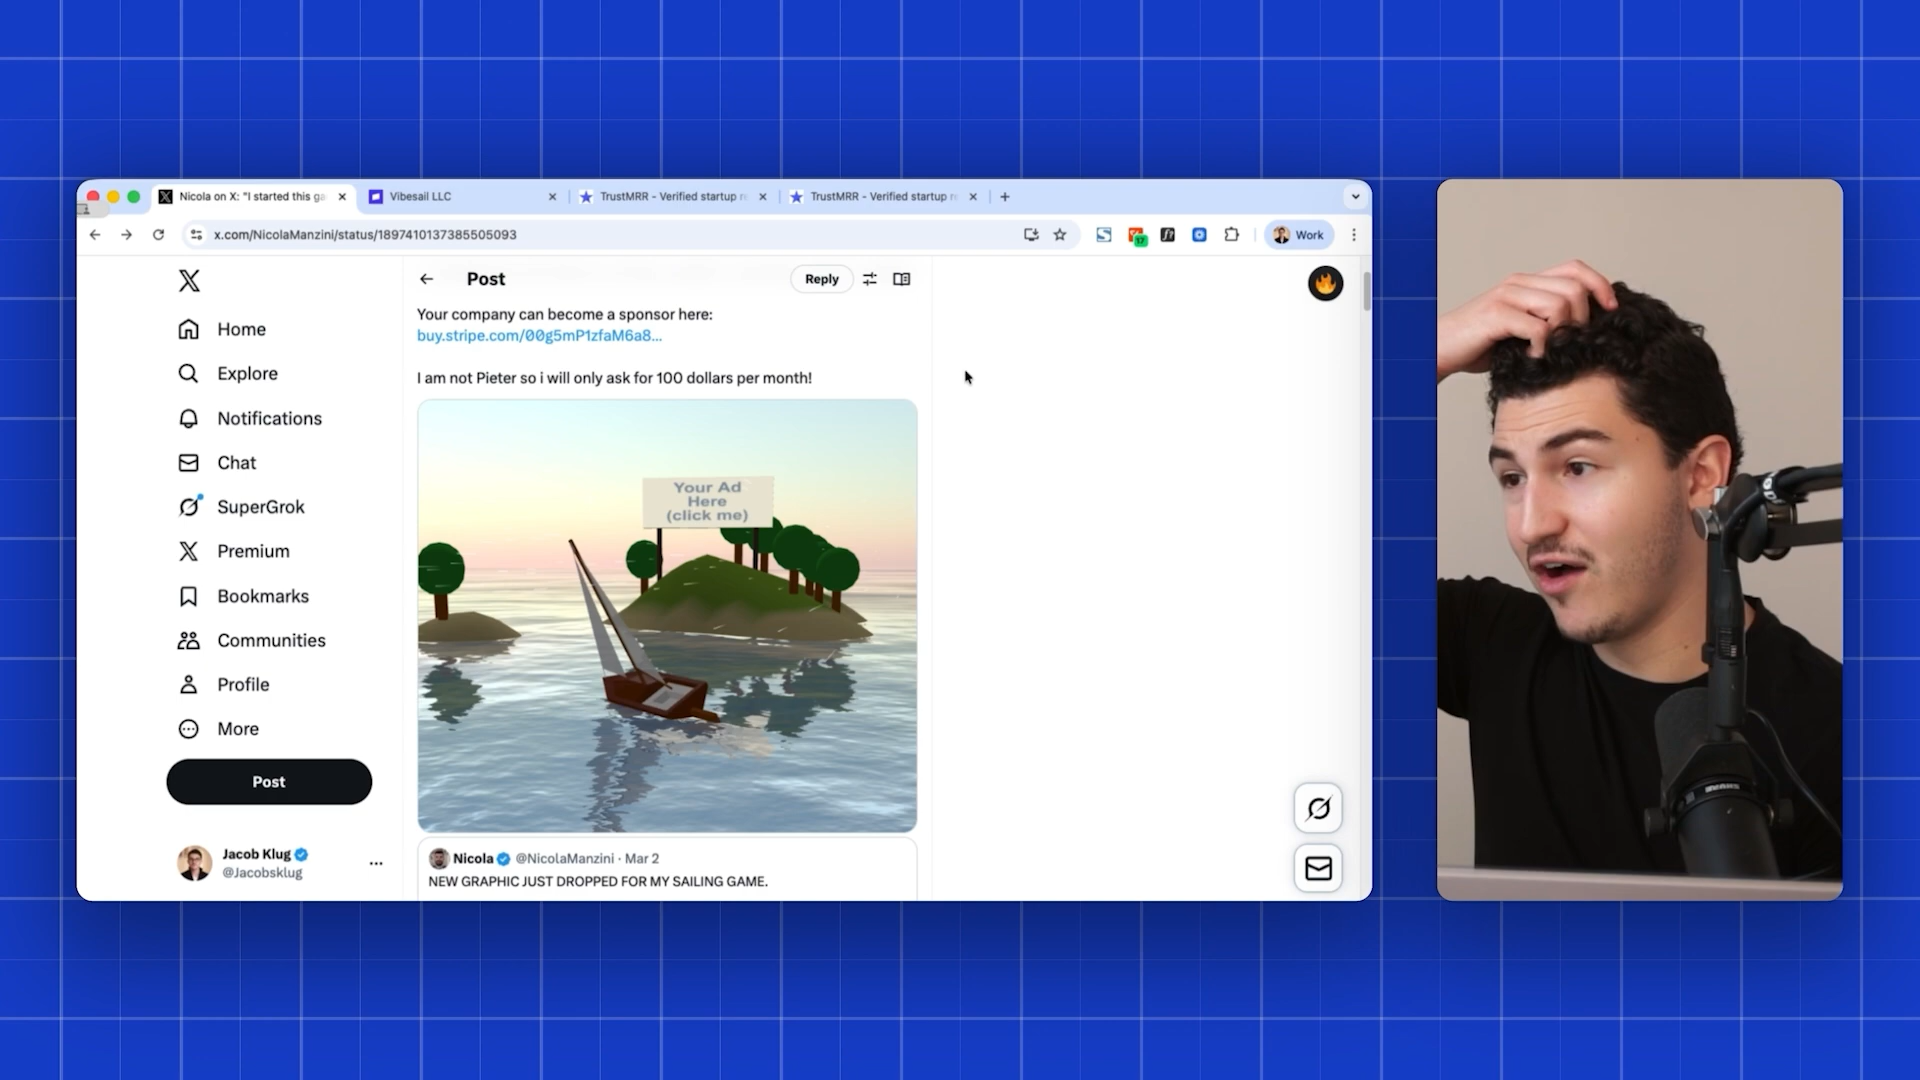 Nicola on X: "I started this ga
Vibesail LLC
TrustMRR - Verified startup r
TrustMRR - Verified startup r
x.com/NicolaManzini/status/1897410137385505093
17
Work
Post
Reply
Home
Explore
Notifications
Chat
SuperGrok
Premium
Bookmarks
Communities
Profile
More
Post
Jacob Klug
@Jacobsklug
Your company can become a sponsor here:
buy.stripe.com/00g5mP1zfaM6a8...
I am not Pieter so i will only ask for 100 dollars per month!
Your Ad
Here
(click me)
Nicola @NicolaManzini · Mar 2
NEW GRAPHIC JUST DROPPED FOR MY SAILING GAME.